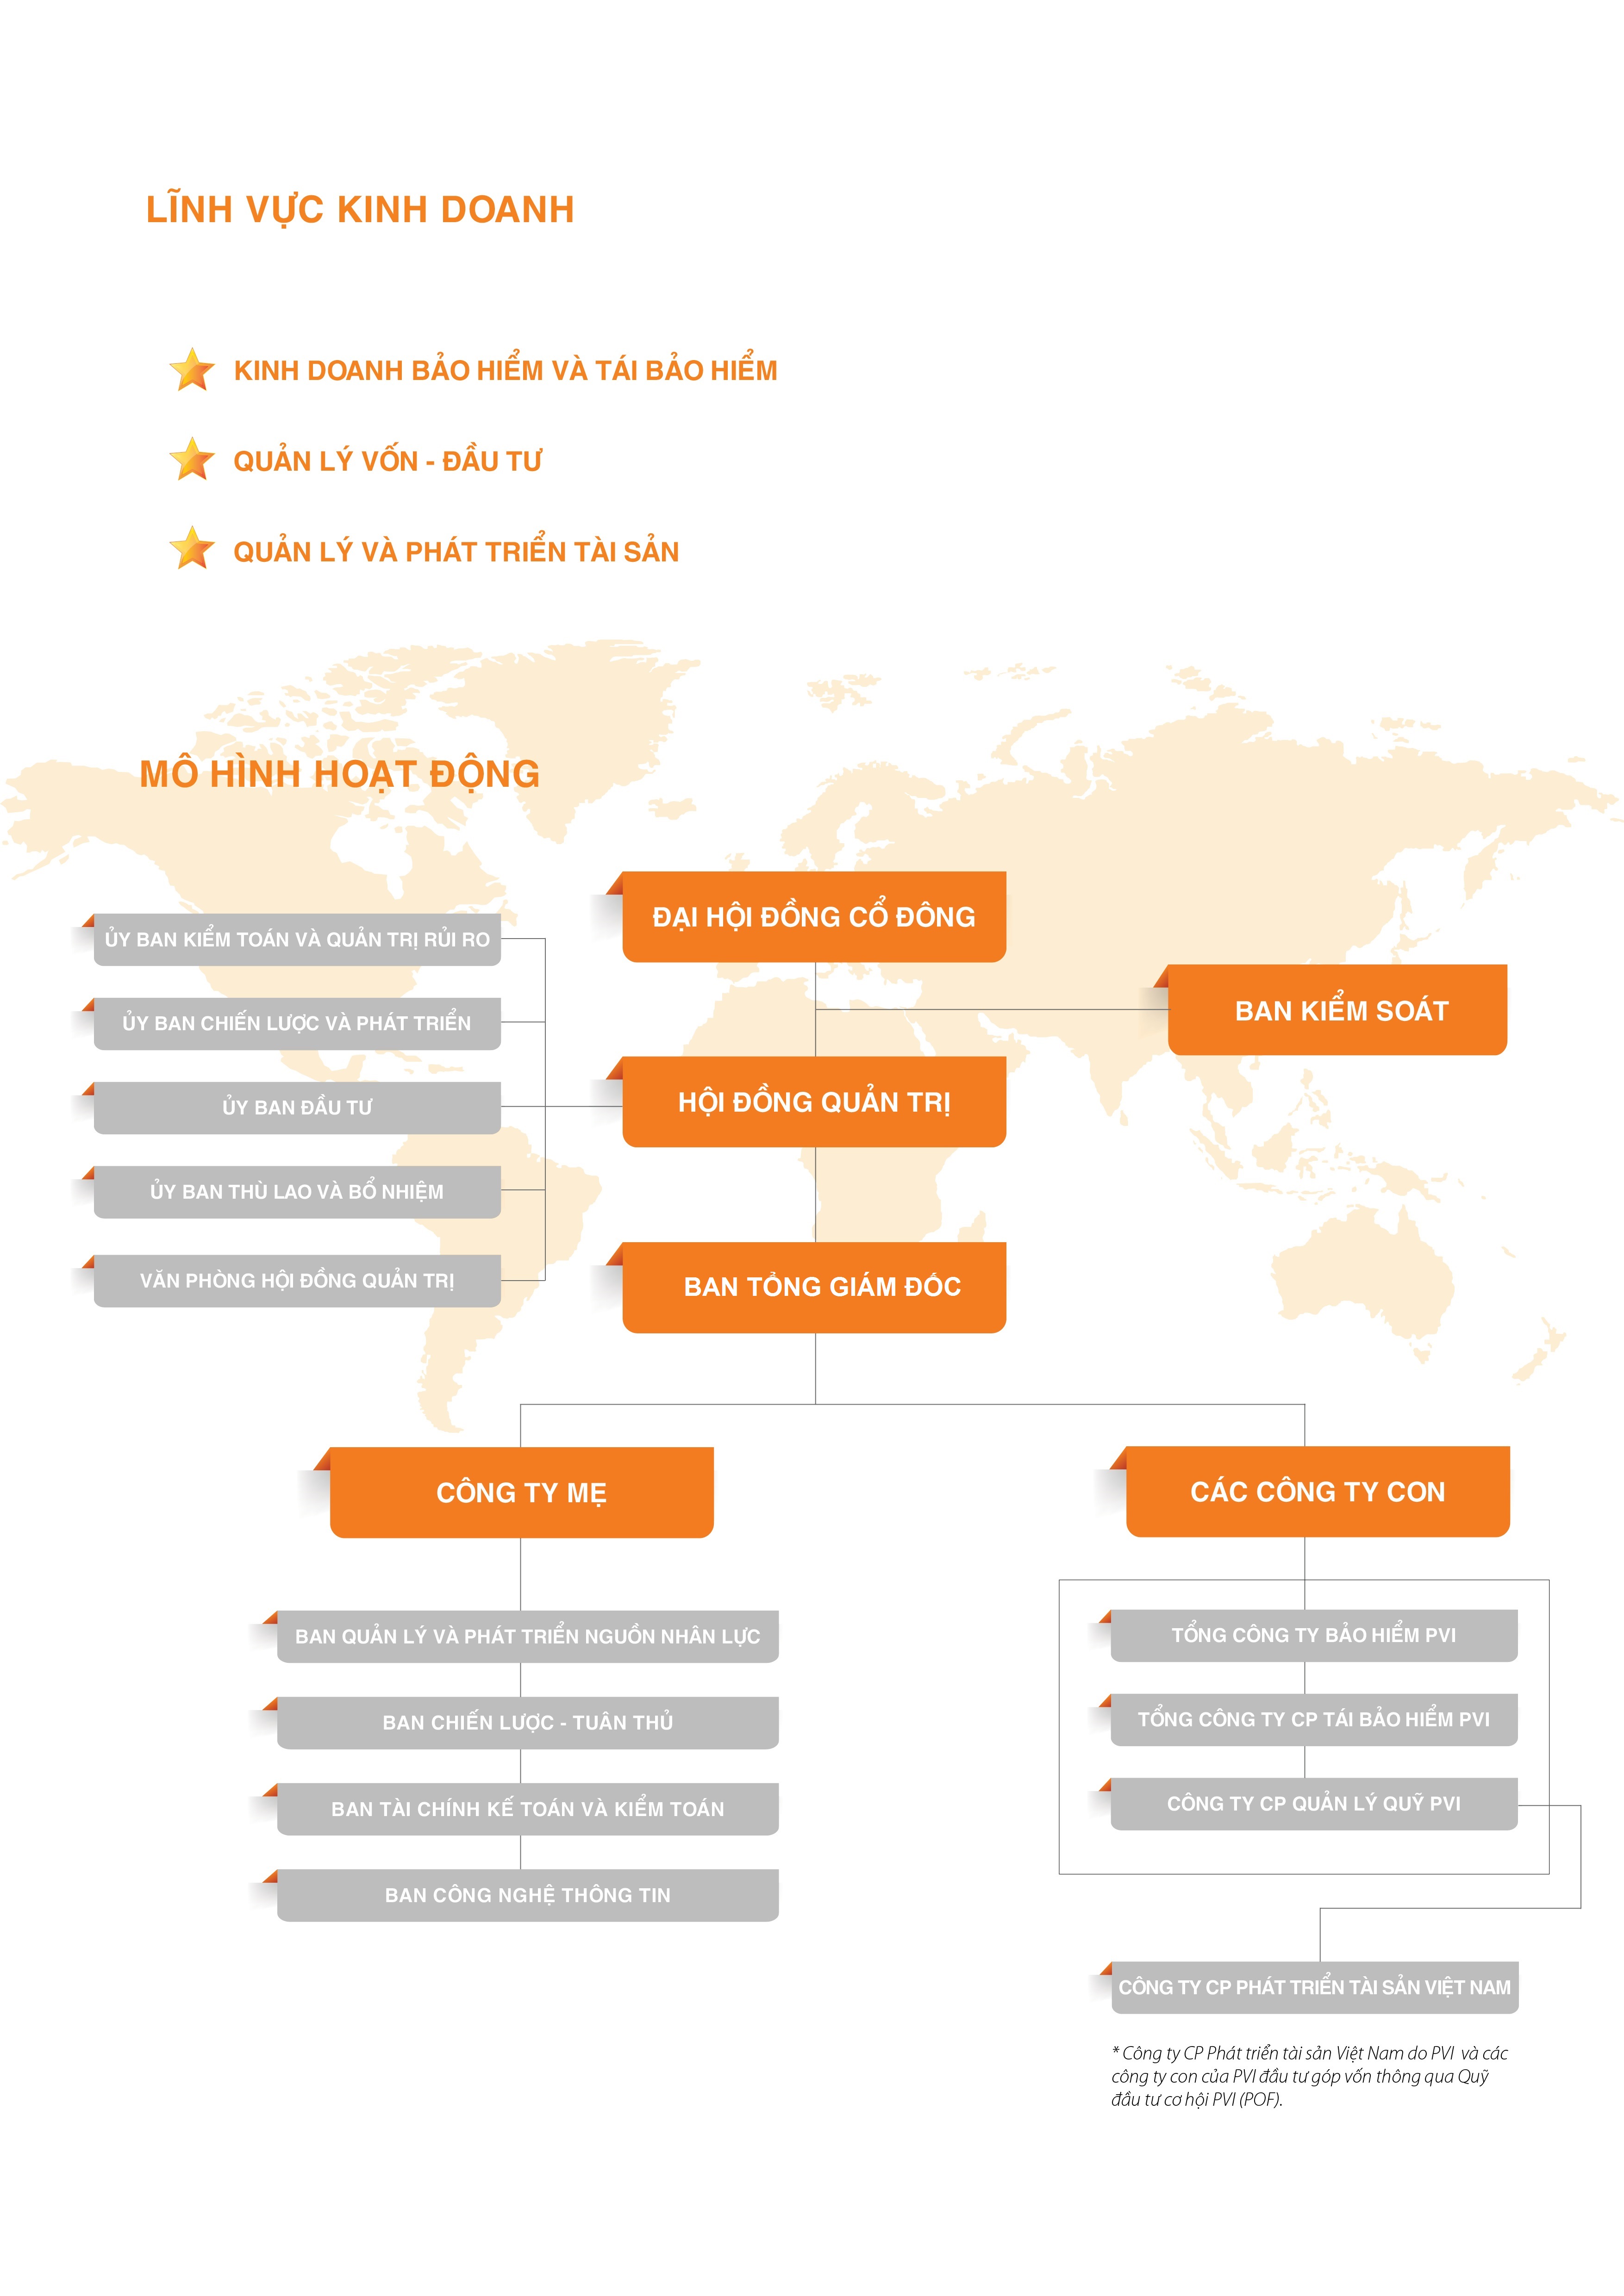 LĨNH VỰC KINH DOANH
KINH DOANH BẢO HIỂM VÀ TÁI BẢO HIỂM
QUẢN LÝ VỐN - ĐẦU TƯ
QUẢN LÝ VÀ PHÁT TRIỂN TÀI SẢN
MÔ HÌNH HOẠT ĐỘNG
ĐẠI HỘI ĐỒNG CỔ ĐÔNG
BAN KIỂM SOÁT
HỘI ĐỒNG QUẢN TRỊ
ỦY BAN KIỂM TOÁN VÀ QUẢN TRỊ RỦI RO
ỦY BAN CHIẾN LƯỢC VÀ PHÁT TRIỂN
ỦY BAN ĐẦU TƯ
ỦY BAN THÙ LAO VÀ BỔ NHIỆM
VĂN PHÒNG HỘI ĐỒNG QUẢN TRỊ
BAN TỔNG GIÁM ĐỐC
CÔNG TY MẸ
BAN QUẢN LÝ VÀ PHÁT TRIỂN NGUỒN NHÂN LỰC
BAN CHIẾN LƯỢC - TUÂN THỦ
BAN TÀI CHÍNH KẾ TOÁN VÀ KIỂM TOÁN
BAN CÔNG NGHỆ THÔNG TIN
CÁC CÔNG TY CON
TỔNG CÔNG TY BẢO HIỂM PVI
TỔNG CÔNG TY CP TÁI BẢO HIỂM PVI
CÔNG TY CP QUẢN LÝ QUỸ PVI
CÔNG TY CP PHÁT TRIỂN TÀI SẢN VIỆT NAM
* Công ty CP Phát triển tài sản Việt Nam do PVI và các
công ty con của PVI đầu tư góp vốn thông qua Quỹ
đầu tư cơ hội PVI (POF).